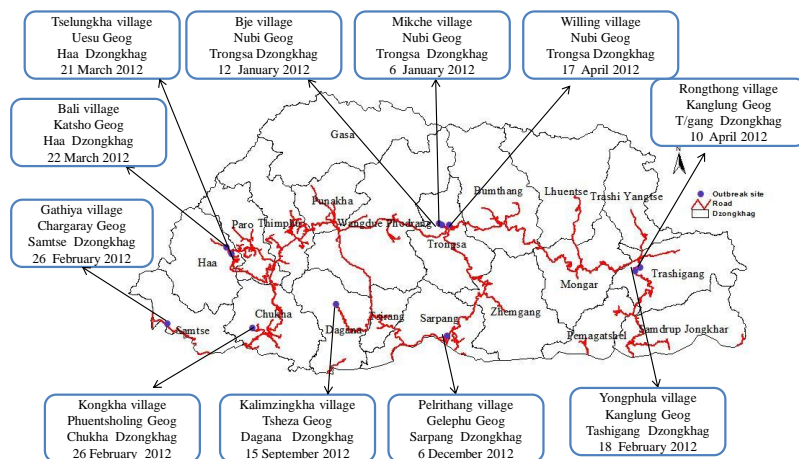 Tselungkha village
Uesu Geog
Haa Dzongkhag
21 March 2012
Bje village
Nubi Geog
Trongsa Dzongkhag
12 January 2012
Mikche village
Nubi Geog
Trongsa Dzongkhag
6 January 2012
Willing village
Nubi Geog
Trongsa Dzongkhag
17 April 2012
Rongthong village
Kanglung Geog
T/gang Dzongkhag
10 April 2012
Bali village
Katsho Geog
Haa Dzongkhag
22 March 2012
Gathiya village
Chargaray Geog
Samtse Dzongkhag
26 February 2012
N
Outbreak site
Road
Dzongkhag
Gasa
Punakha
Bumthang
Lhuentse
Trashi Yangtse
Paro
Thimphu
Wangdue Phodrang
Trongsa
Haa
Trashigang
Mongar
Zhemgang
Chukha
Samtse
Dagana
Tsirang
Sarpang
Pemagatshel
Samdrup Jongkhar
Kongkha village
Phuentsholing Geog
Chukha Dzongkhag
26 February 2012
Kalimzingkha village
Tsheza Geog
Dagana Dzongkhag
15 September 2012
Pelrithang village
Gelephu Geog
Sarpang Dzongkhag
6 December 2012
Yongphula village
Kanglung Geog
Tashigang Dzongkhag
18 February 2012